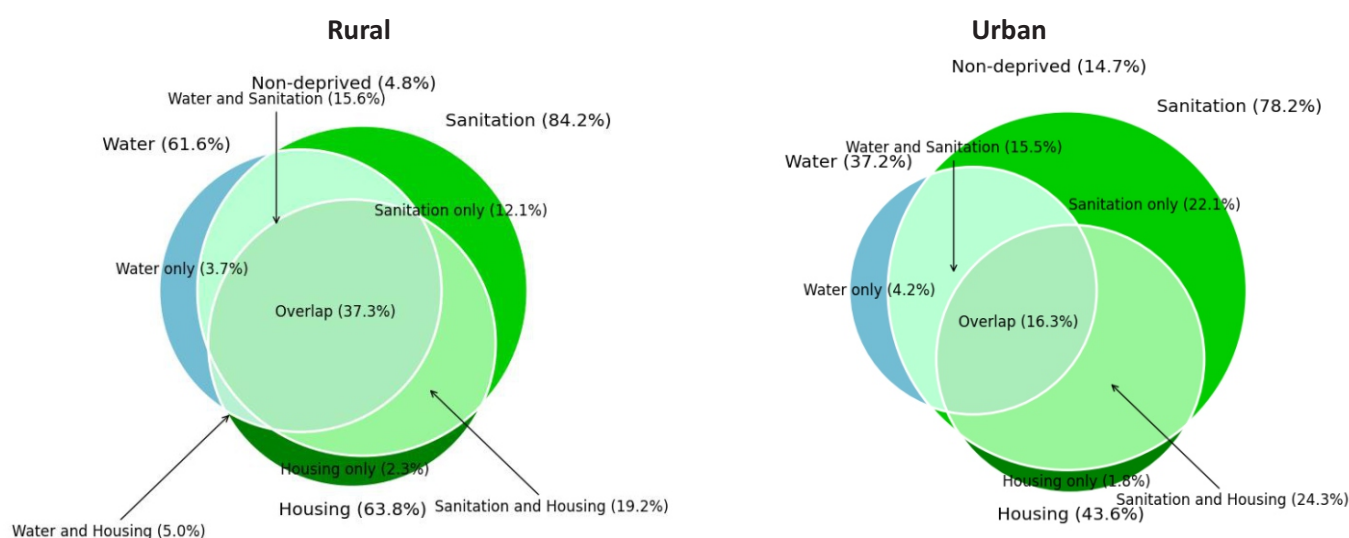 Rural
Non-deprived (4.8%)
Water and Sanitation (15.6%)
Sanitation (84.2%)
Water (61.6%)
Sanitation only (12.1%)
Water only (3.7%)
Overlap (37.3%)
Housing only (2.3%)
Sanitation and Housing (19.2%)
Housing (63.8%)
Water and Housing (5.0%)
Urban
Non-deprived (14.7%)
Sanitation (78.2%)
Water and Sanitation (15.5%)
Water (37.2%)
Sanitation only (22.1%)
Water only (4.2%)
Overlap (16.3%)
Housing only (1.8%)
Sanitation and Housing (24.3%)
Housing (43.6%)